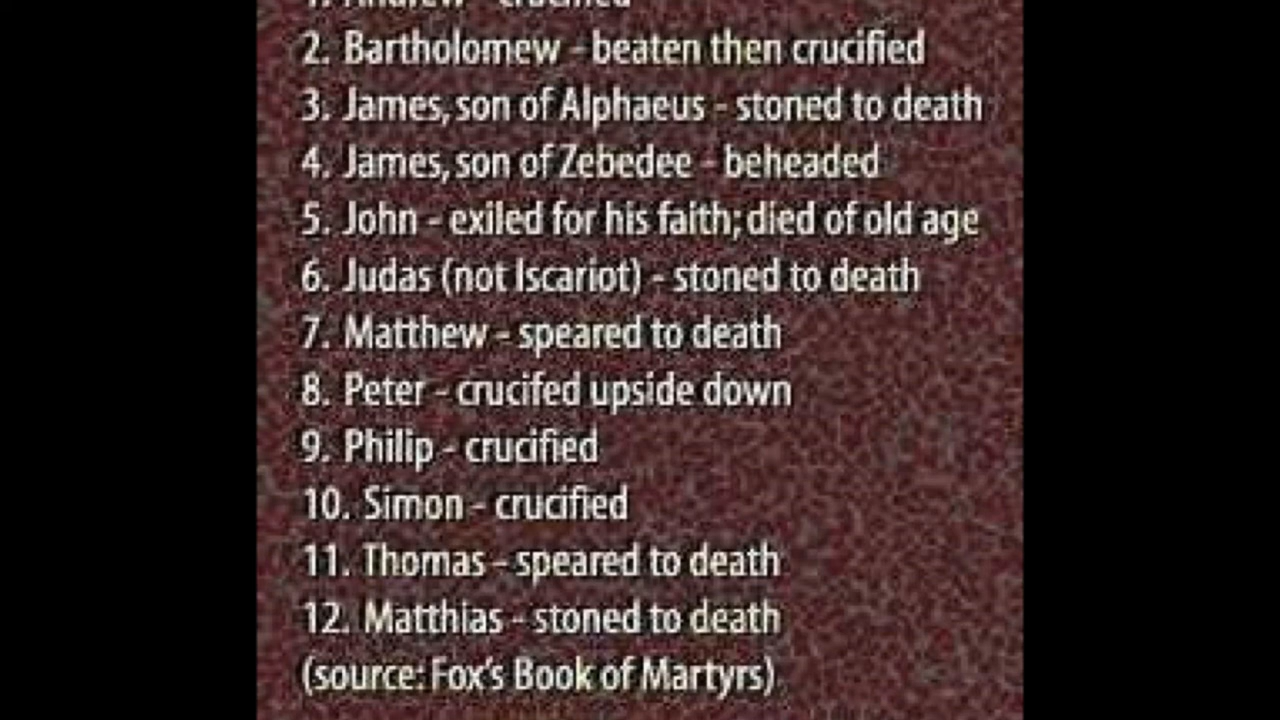 1. Andrew - crucified
2. Bartholomew - beaten then crucified
3. James, son of Alphaeus - stoned to death
4. James, son of Zebedee - beheaded
5. John - exiled for his faith; died of old age
6. Judas (not Iscariot) - stoned to death
7. Matthew - speared to death
8. Peter - crucifed upside down
9. Philip - crucified
10. Simon - crucified
11. Thomas - speared to death
12. Matthias - stoned to death
(source: Fox's Book of Martyrs)